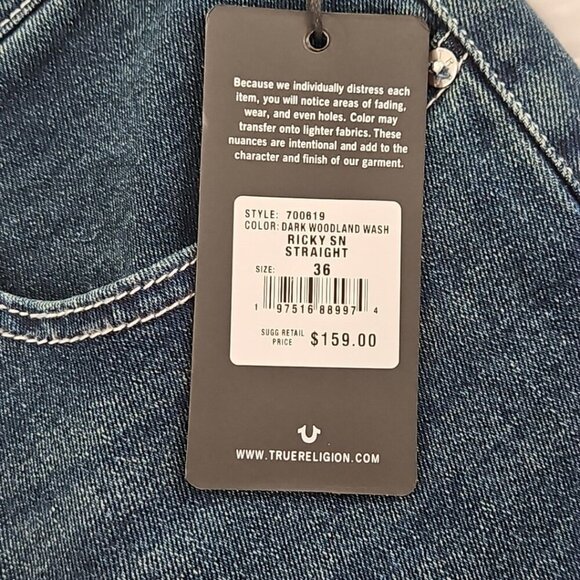 Because we individually distress each
item, you will notice areas of fading,
wear, and even holes. Color may
transfer onto lighter fabrics. These
nuances are intentional and add to the
character and finish of our garment.
STYLE: 700619
COLOR: DARK WOODLAND WASH
RICKY SN
STRAIGHT
SIZE: 36
1 97516 88997 4
SUGG RETAIL
PRICE $159.00
WWW.TRUERELIGION.COM